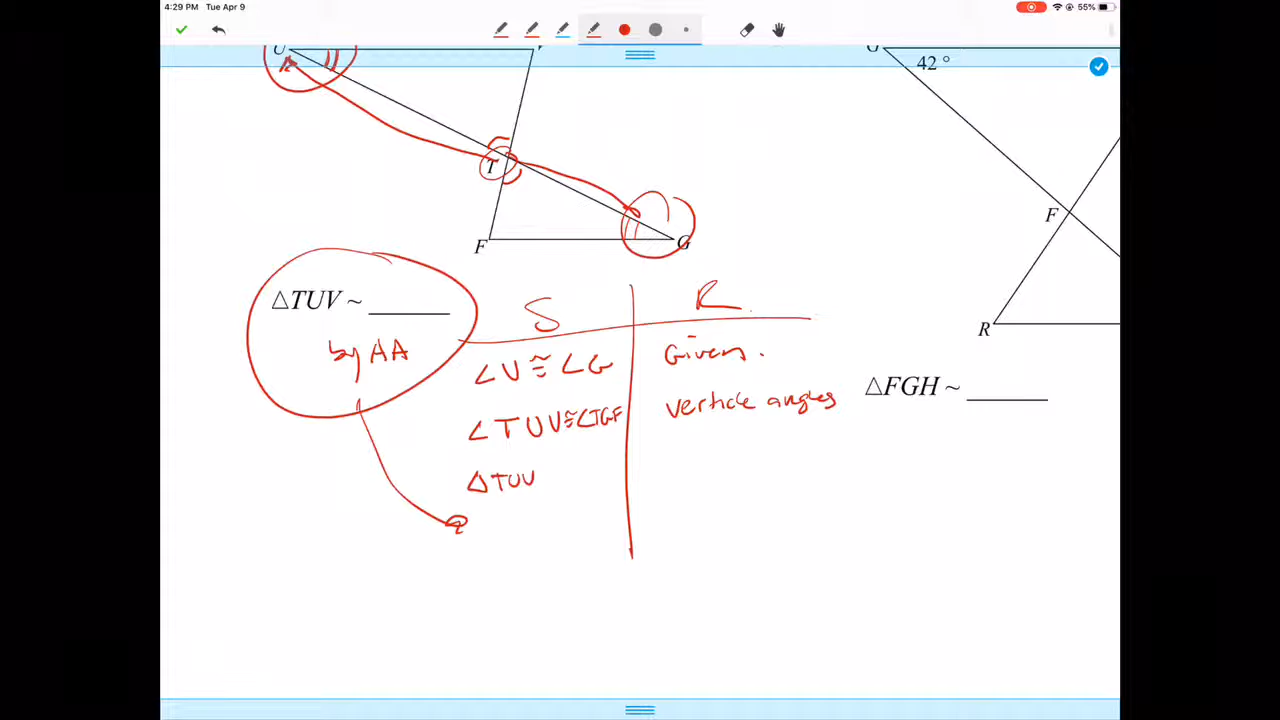 4:29 PM Tue Apr 9
55%
U
42 °
T
F
G
F
R
△TUV ~ ______
by AA
S
R.
∠U ≅ ∠G
Given.
∠TUV ≅ ∠TGF
Vertice angles
△TUV
△FGH ~ ______